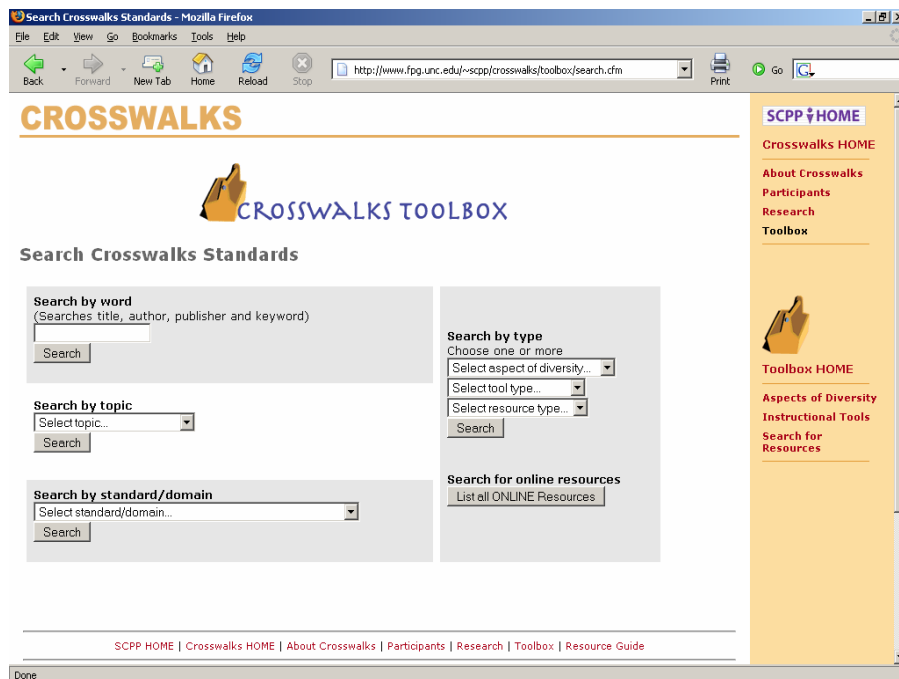 Search Crosswalks Standards - Mozilla Firefox
File Edit View Go Bookmarks Tools Help
Back Forward New Tab Home Reload Stop http://www.fpg.unc.edu/~scpp/crosswalks/toolbox/search.cfm Print Go G
CROSSWALKS
CROSSWALKS TOOLBOX
Search Crosswalks Standards
Search by word
(Searches title, author, publisher and keyword)
Search
Search by topic
Select topic...
Search
Search by standard/domain
Select standard/domain...
Search
Search by type
Choose one or more
Select aspect of diversity...
Select tool type...
Select resource type...
Search
Search for online resources
List all ONLINE Resources
SCPP HOME
Crosswalks HOME
About Crosswalks
Participants
Research
Toolbox
Toolbox HOME
Aspects of Diversity
Instructional Tools
Search for
Resources
SCPP HOME | Crosswalks HOME | About Crosswalks | Participants | Research | Toolbox | Resource Guide
Done